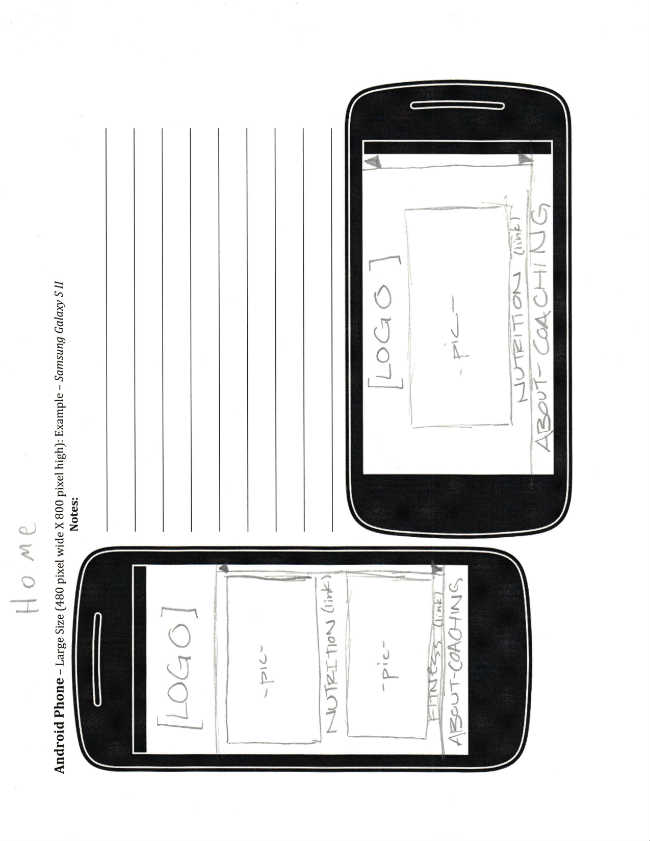 Home
Android Phone – Large Size (480 pixel wide X 800 pixel high): Example – Samsung Galaxy S II
Notes:
[LOGO]
-pic-
NUTRITION (link)
-pic-
FITNESS (link)
ABOUT-COACHING
[LOGO]
-pic-
NUTRITION (link)
ABOUT-COACHING